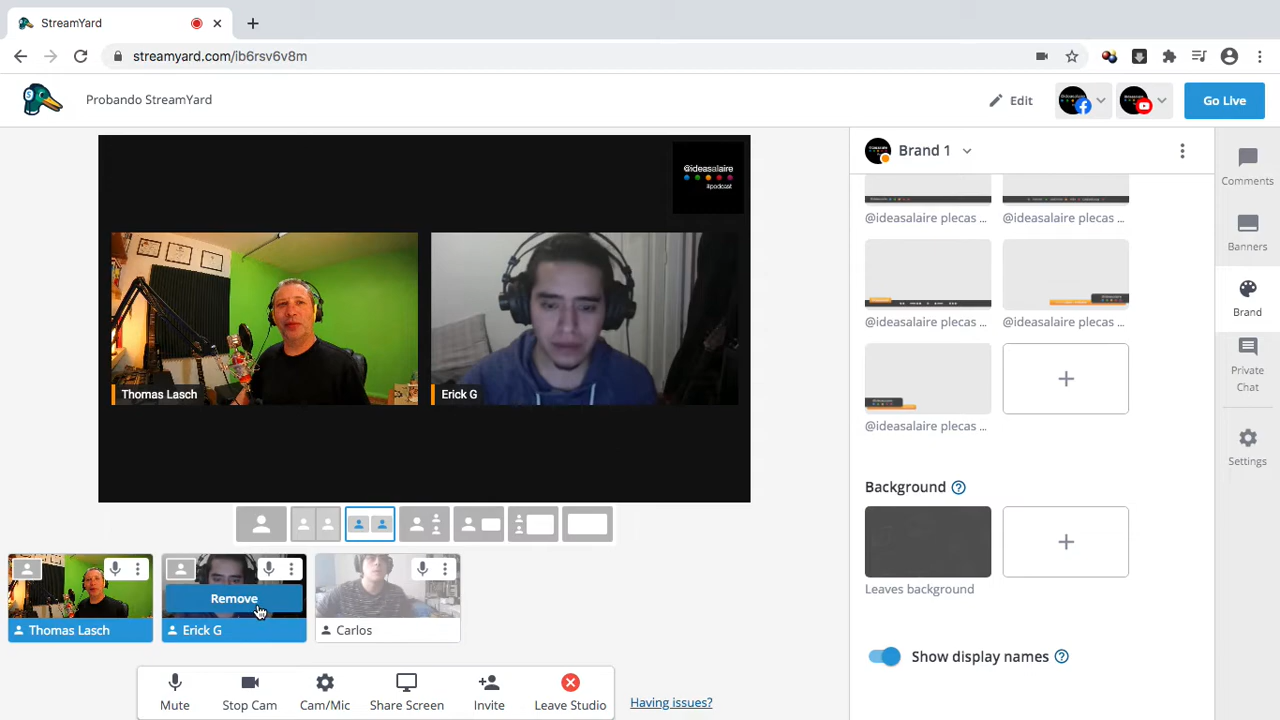 StreamYard
streamyard.com/ib6rsv6v8m
Probando StreamYard
Edit
Go Live
@ideasalaire
#podcast
Thomas Lasch
Erick G
Brand 1
@ideasalaire plecas ...
@ideasalaire plecas ...
@ideasalaire plecas ...
@ideasalaire plecas ...
@ideasalaire plecas ...
Background
Leaves background
Show display names
Comments
Banners
Brand
Private
Chat
Settings
Remove
Thomas Lasch
Erick G
Carlos
Mute
Stop Cam
Cam/Mic
Share Screen
Invite
Leave Studio
Having issues?